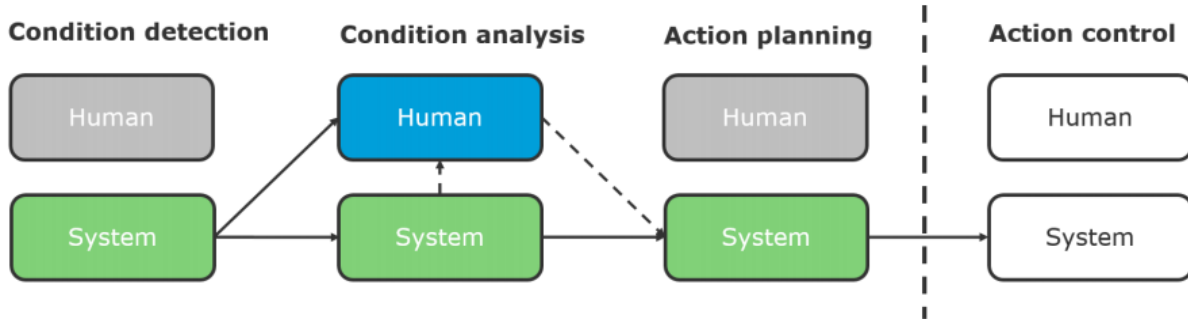 Condition detection
Condition analysis
Action planning
Action control
Human
Human
Human
Human
System
System
System
System